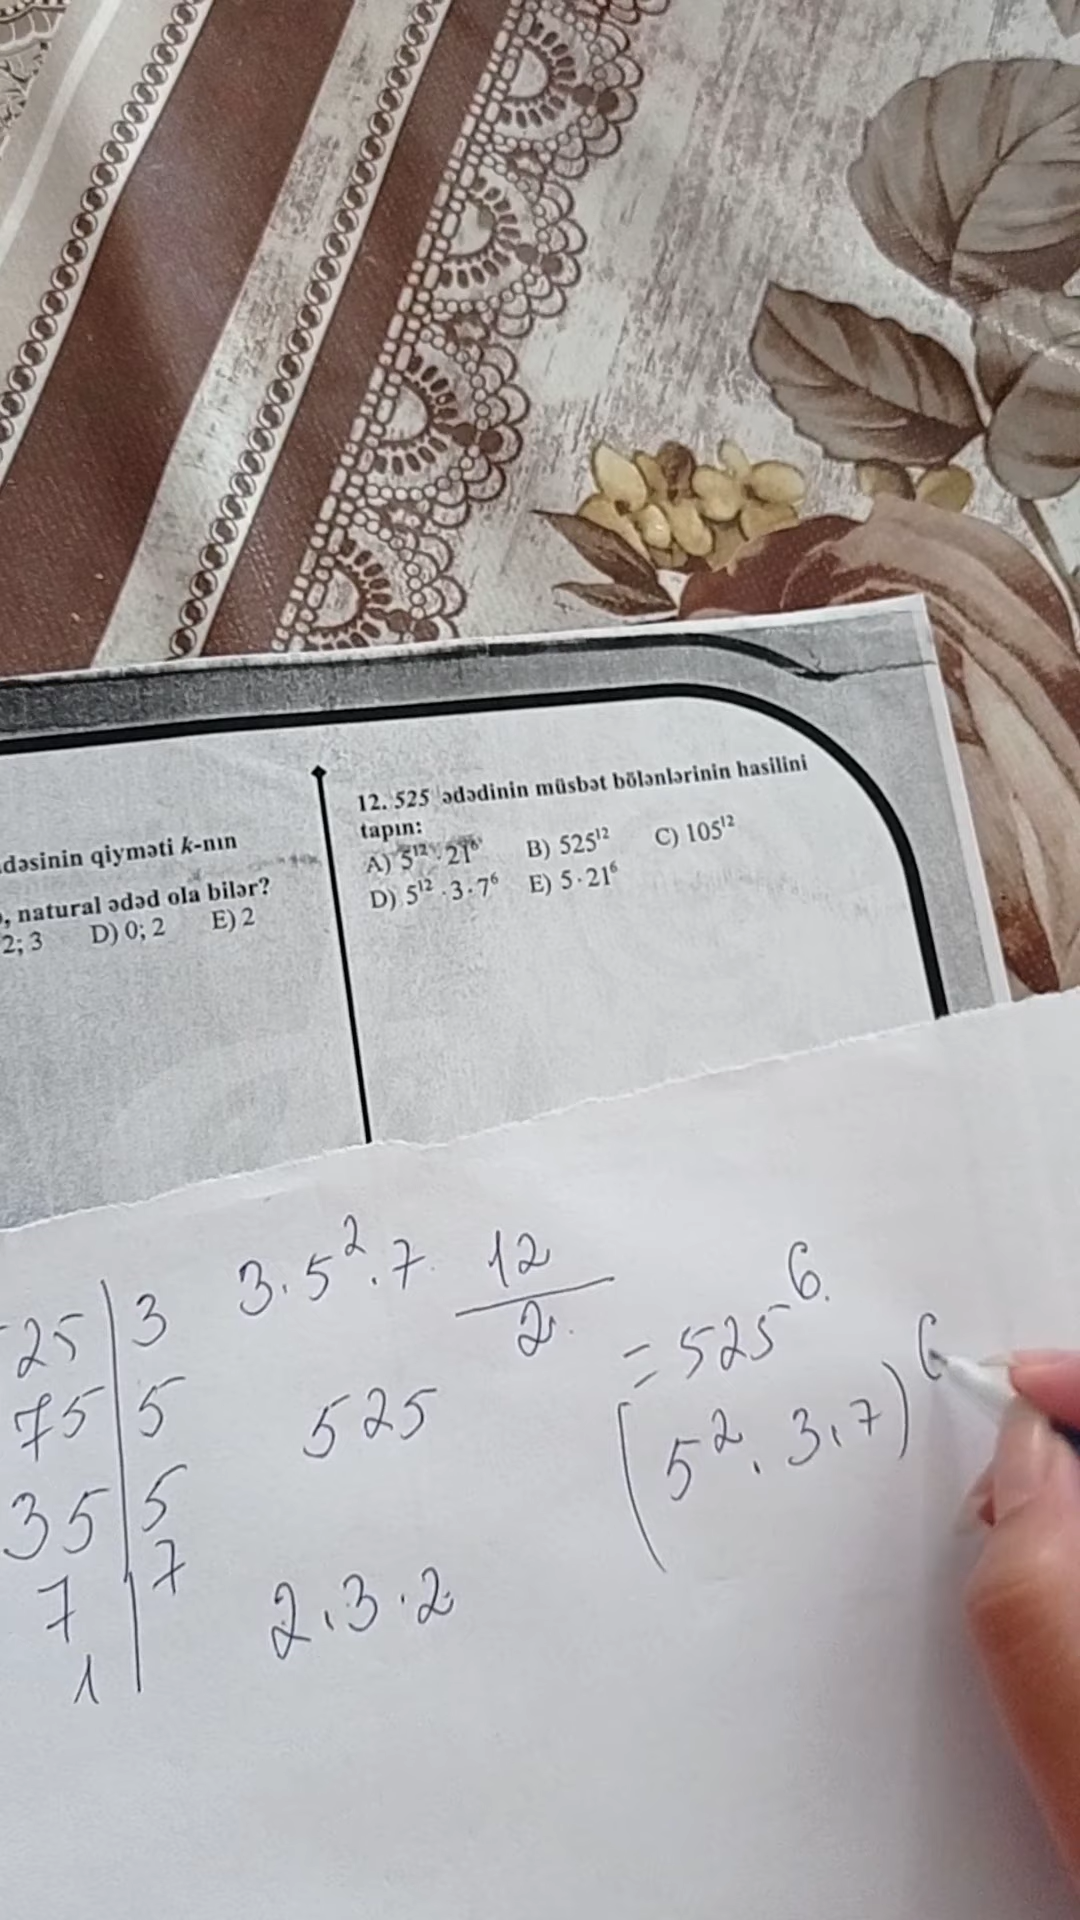 dəsinin qiyməti k-nın
, natural ədəd ola bilər?
2; 3 D) 0; 2 E) 2
12. 525 ədədinin müsbət bölənlərinin hasilini
tapın:
A) 5¹² · 21⁶ B) 525¹² C) 105¹²
D) 5¹² · 3 · 7⁶ E) 5 · 21⁶
25 | 3
75 | 5
35 | 5
7 | 7
1
3 · 5² · 7
12/2
525
2 · 3 · 2
= 525⁶
(5² · 3 · 7)⁶